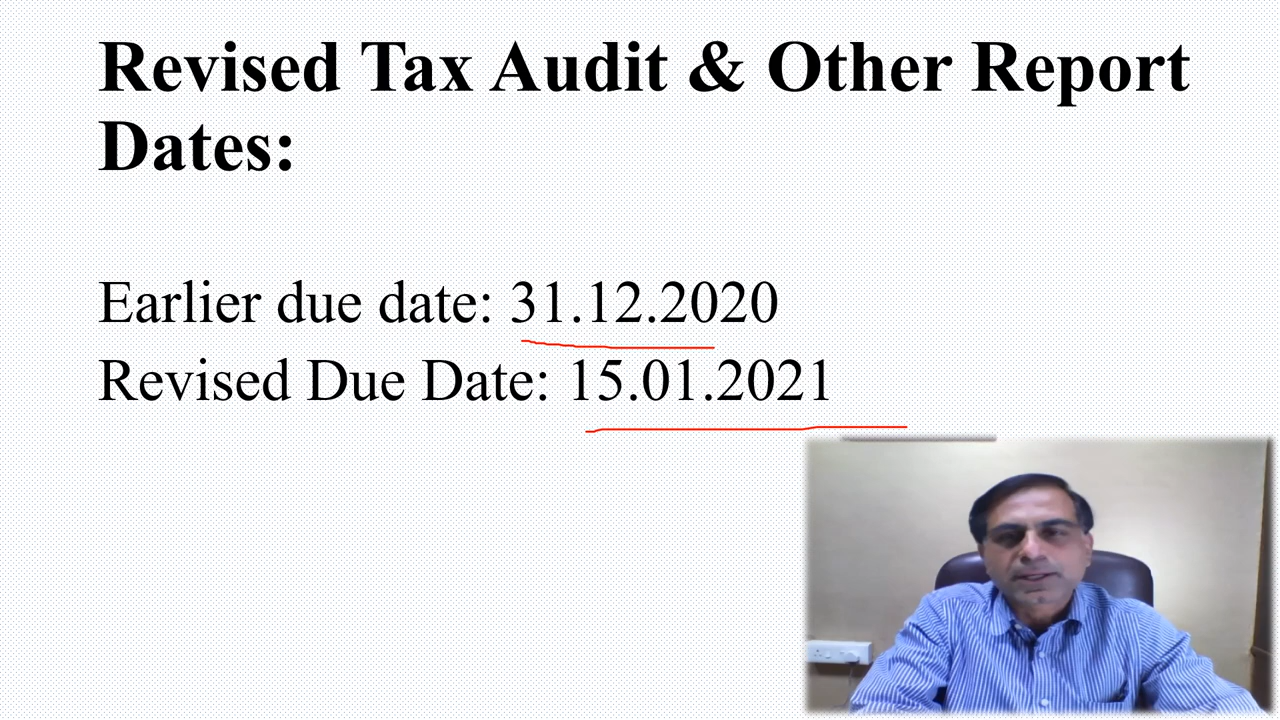 Revised Tax Audit & Other Report
Dates:
Earlier due date: 31.12.2020
Revised Due Date: 15.01.2021